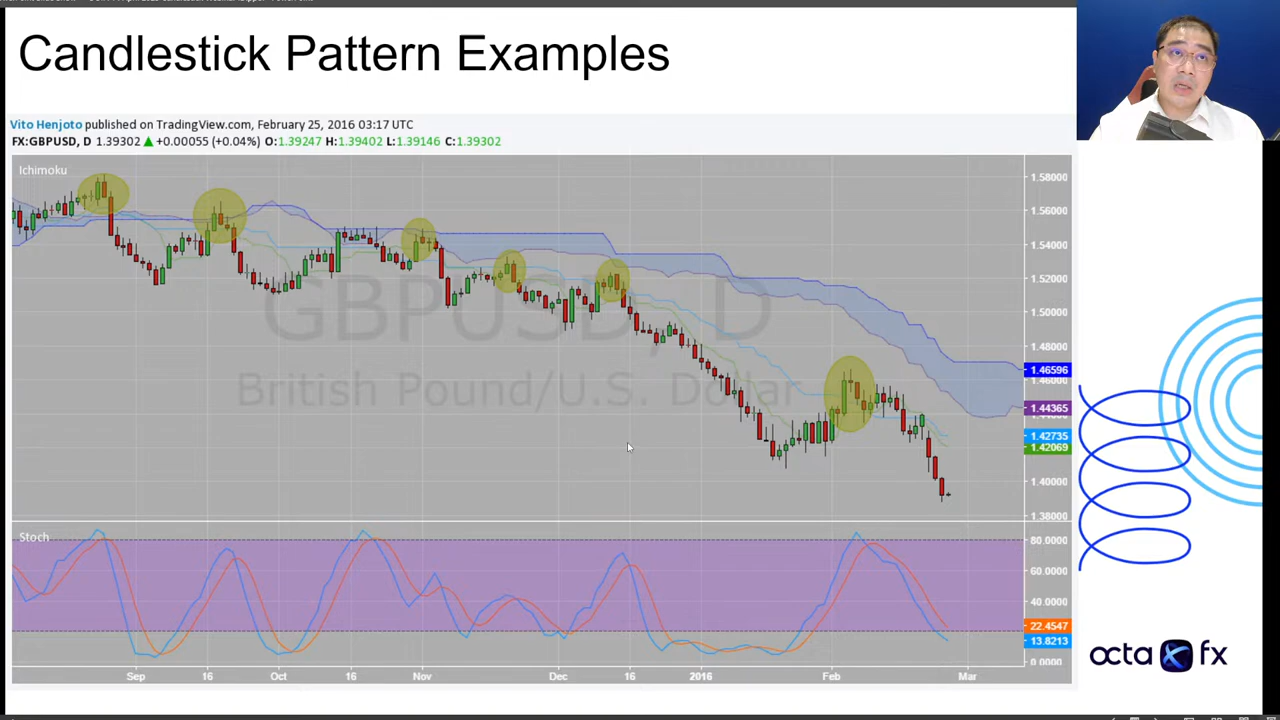 Candlestick Pattern Examples
Vito Henjoto published on TradingView.com, February 25, 2016 03:17 UTC
FX:GBPUSD, D 1.39302 ▲ +0.00055 (+0.04%) O:1.39247 H:1.39402 L:1.39146 C:1.39302
Ichimoku
1.58000
1.56000
1.54000
1.52000
1.50000
1.48000
1.46596
1.46000
1.44365
1.42735
1.42069
1.40000
1.38000
GBPUSD, D
British Pound/U.S. Dollar
Stoch
80.0000
60.0000
40.0000
22.4547
13.8213
0.0000
Sep 16 Oct 16 Nov Dec 16 2016 Feb Mar
octa fx